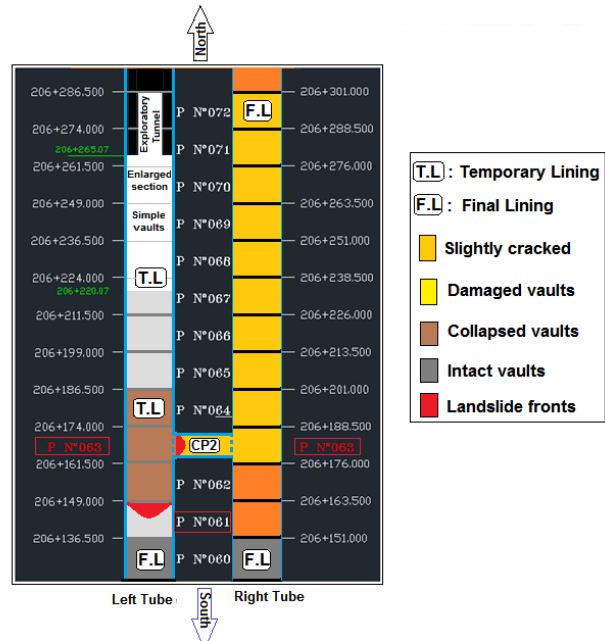 North
206+286.500
206+274.000
206+265.07
206+261.500
206+249.000
206+236.500
206+224.000
206+220.07
206+211.500
206+199.000
206+186.500
206+174.000
P N°063
206+161.500
206+149.000
206+136.500
Exploratory
Tunnel
Enlarged
section
Simple
vaults
T.L
T.L
F.L
P N°072
P N°071
P N°070
P N°069
P N°068
P N°067
P N°066
P N°065
P N°064
CP2
P N°062
P N°061
P N°060
F.L
F.L
206+301.000
206+288.500
206+276.000
206+263.500
206+251.000
206+238.500
206+226.000
206+213.500
206+201.000
206+188.500
P N°063
206+176.000
206+163.500
206+151.000
Left Tube
Right Tube
South
T.L : Temporary Lining
F.L : Final Lining
Slightly cracked
Damaged vaults
Collapsed vaults
Intact vaults
Landslide fronts